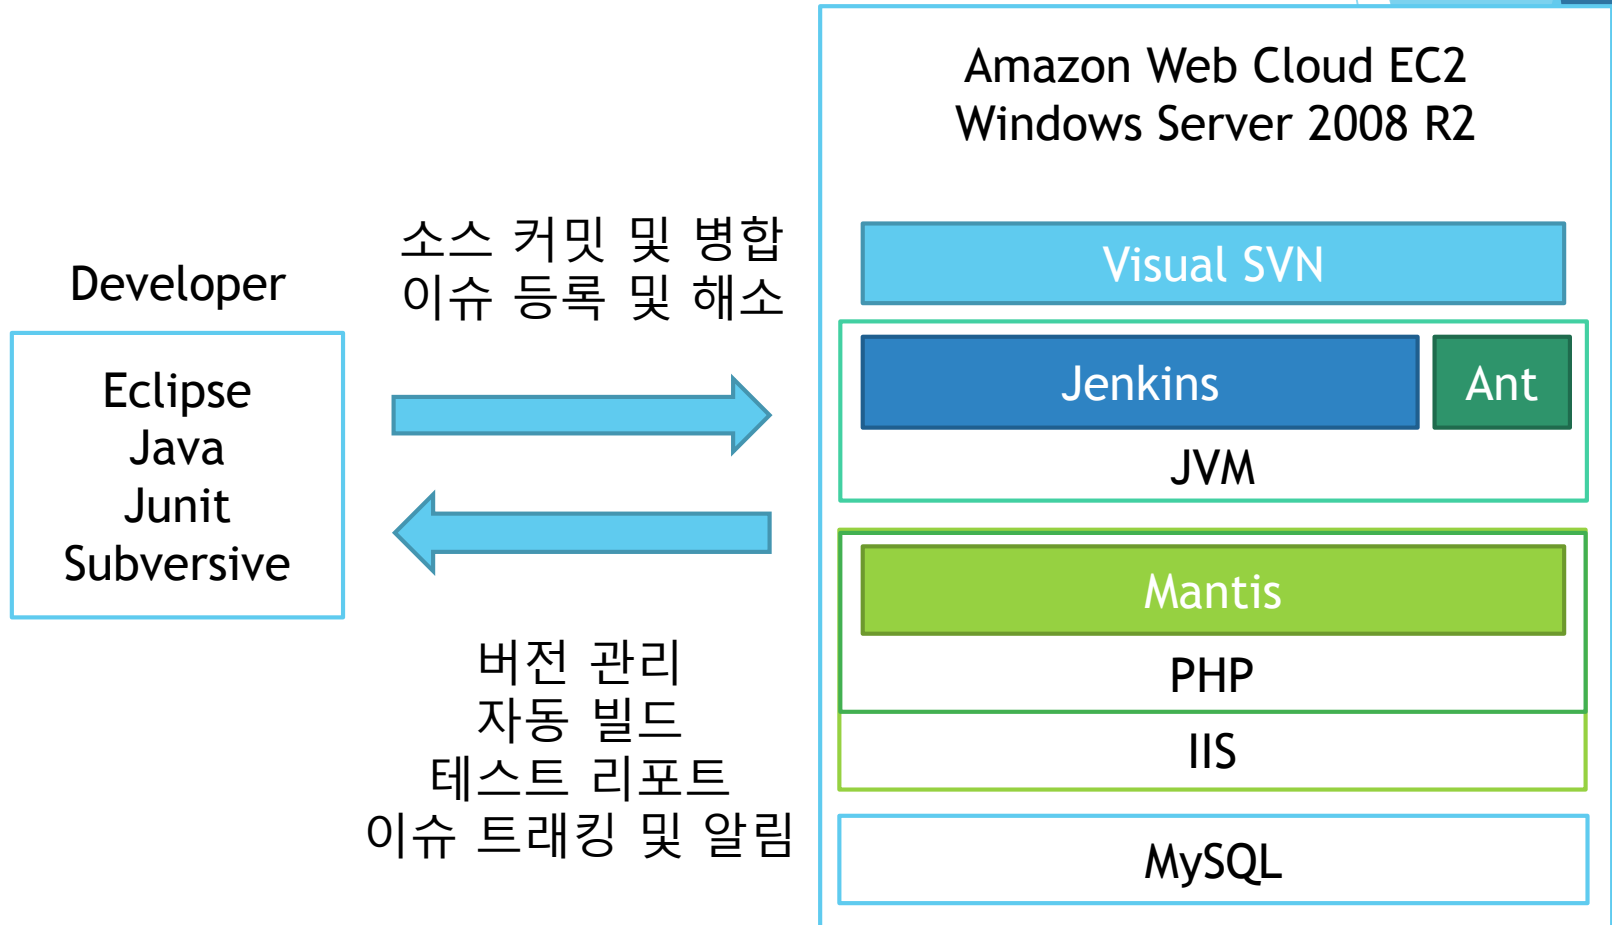 Amazon Web Cloud EC2
Windows Server 2008 R2
Developer
Eclipse
Java
Junit
Subversive
소스 커밋 및 병합
이슈 등록 및 해소
버전 관리
자동 빌드
테스트 리포트
이슈 트래킹 및 알림
Visual SVN
Jenkins
Ant
JVM
Mantis
PHP
IIS
MySQL